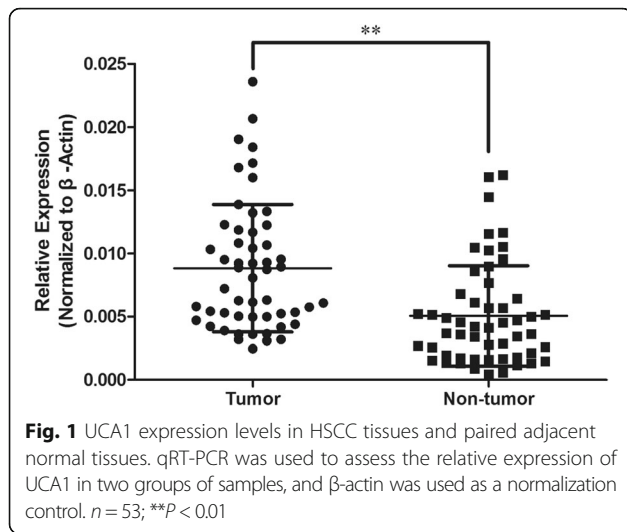 **
0.025
0.020
0.015
0.010
0.005
0.000
Relative Expression
(Normalized to β -Actin)
Tumor
Non-tumor
Fig. 1 UCA1 expression levels in HSCC tissues and paired adjacent
normal tissues. qRT-PCR was used to assess the relative expression of
UCA1 in two groups of samples, and β-actin was used as a normalization
control. n = 53; **P < 0.01